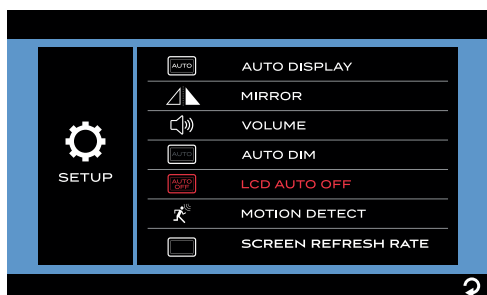 SETUP
AUTO
AUTO DISPLAY
MIRROR
VOLUME
AUTO
AUTO DIM
AUTO
OFF
LCD AUTO OFF
MOTION DETECT
SCREEN REFRESH RATE